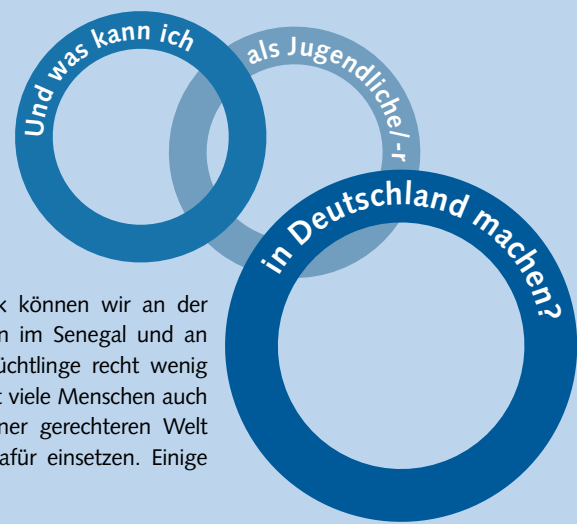 Und was kann ich
als Jugendliche/-r
in Deutschland machen?
können wir an der
im Senegal und an
recht wenig
viele Menschen auch
gerechteren Welt
einsetzen. Einige